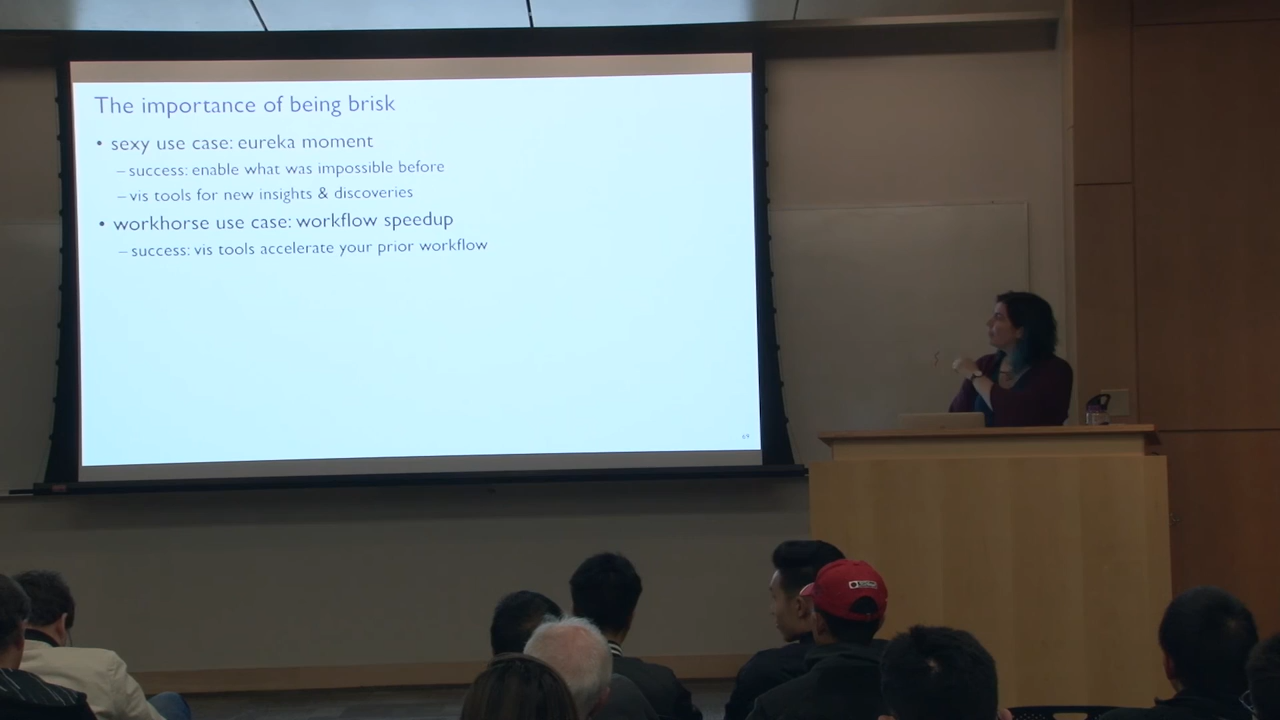 The importance of being brisk
• sexy use case: eureka moment
– success: enable what was impossible before
– vis tools for new insights & discoveries
• workhorse use case: workflow speedup
– success: vis tools accelerate your prior workflow